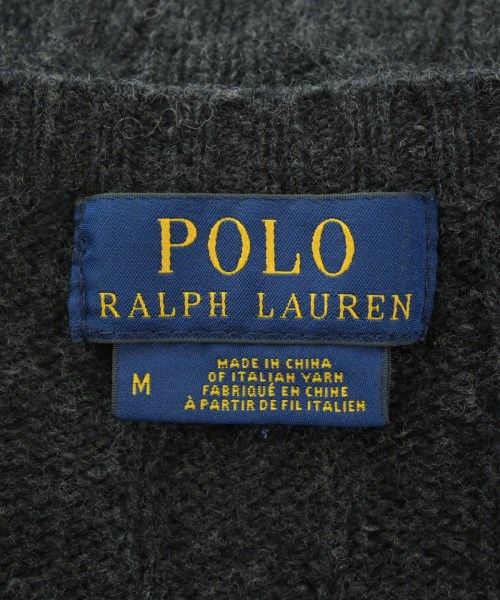 POLO
RALPH LAUREN
M
MADE IN CHINA
OF ITALIAN YARN
FABRIQUÉ EN CHINE
À PARTIR DE FIL ITALIEN